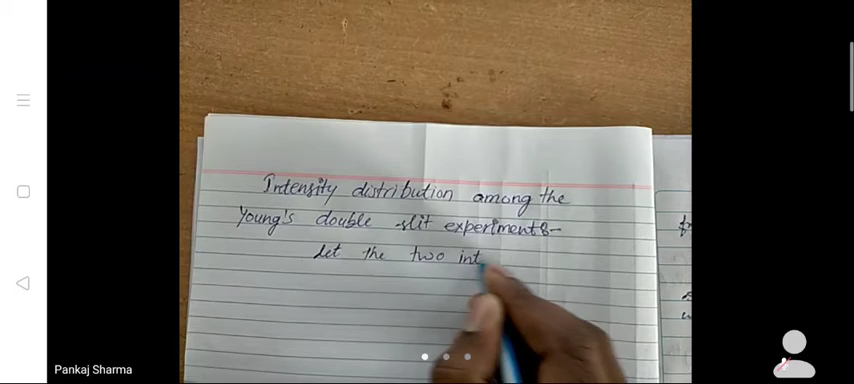 Intensity distribution among the
Young's double slit experiments-
Let the two int
Pankaj Sharma